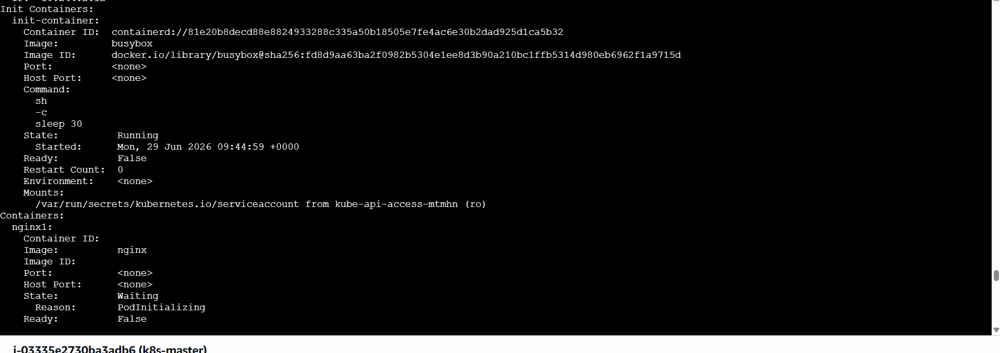 Init Containers:
  init-container:
    Container ID:  containerd://81e20b8decd88e8824933288c335a50b18505e7fe4ac6e30b2dad925d1ca5b32
    Image:         busybox
    Image ID:      docker.io/library/busybox@sha256:fd8d9aa63ba2f0982b5304e1ee8d3b90a210bc1ffb5314d980eb6962f1a9715d
    Port:          <none>
    Host Port:     <none>
    Command:
      sh
      -c
      sleep 30
    State:          Running
      Started:      Mon, 29 Jun 2026 09:44:59 +0000
    Ready:          False
    Restart Count:  0
    Environment:    <none>
    Mounts:
      /var/run/secrets/kubernetes.io/serviceaccount from kube-api-access-mtmhn (ro)
Containers:
  nginx1:
    Container ID:
    Image:          nginx
    Image ID:
    Port:           <none>
    Host Port:      <none>
    State:          Waiting
      Reason:       PodInitializing
    Ready:          False
i-03335e2730ba3adb6 (k8s-master)